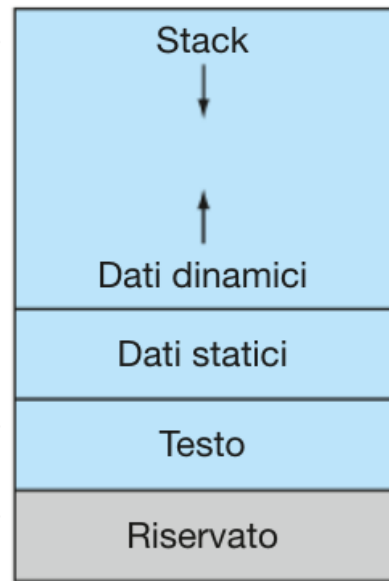 Stack
Dati dinamici
Dati statici
Testo
Riservato